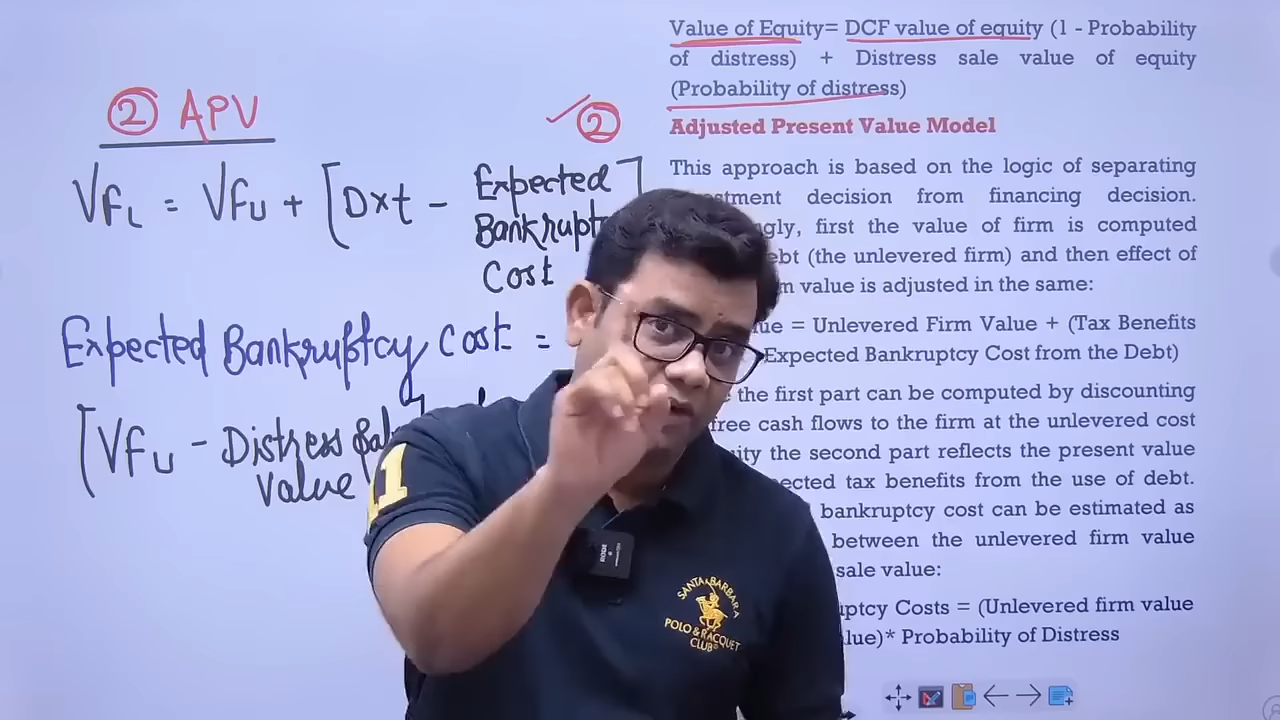 ② APV
②
VF_L = VF_U + [D×t - Expected
Bankrupt
Cost
]
Expected Bankruptcy Cost =
[VF_U - Distress
Value
Value of Equity= DCF value of equity (1 - Probability
of distress) + Distress sale value of equity
(Probability of distress)
Adjusted Present Value Model
This approach is based on the logic of separating
decision from financing decision.
first the value of firm is computed
(the unlevered firm) and then effect of
value is adjusted in the same:
= Unlevered Firm Value + (Tax Benefits
Expected Bankruptcy Cost from the Debt)
the first part can be computed by discounting
free cash flows to the firm at the unlevered cost
the second part reflects the present value
tax benefits from the use of debt.
bankruptcy cost can be estimated as
between the unlevered firm value
sale value:
Costs = (Unlevered firm value
)* Probability of Distress
1
RODE
SANTA BARBARA
POLO & RACQUET
CLUB